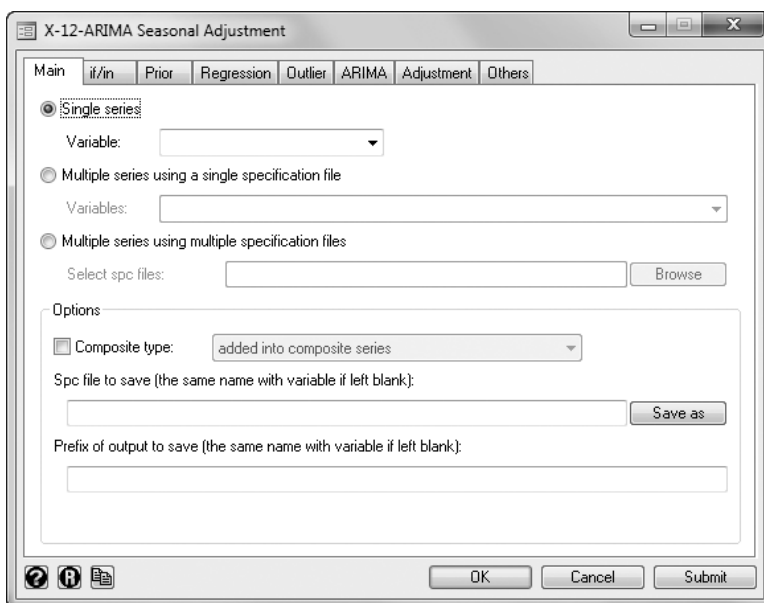 X-12-ARIMA Seasonal Adjustment
Main if/in Prior Regression Outlier ARIMA Adjustment Others
Single series
Variable:
Multiple series using a single specification file
Variables:
Multiple series using multiple specification files
Select spc files: Browse
Options
Composite type: added into composite series
Spc file to save (the same name with variable if left blank):
Save as
Prefix of output to save (the same name with variable if left blank):
? R OK Cancel Submit